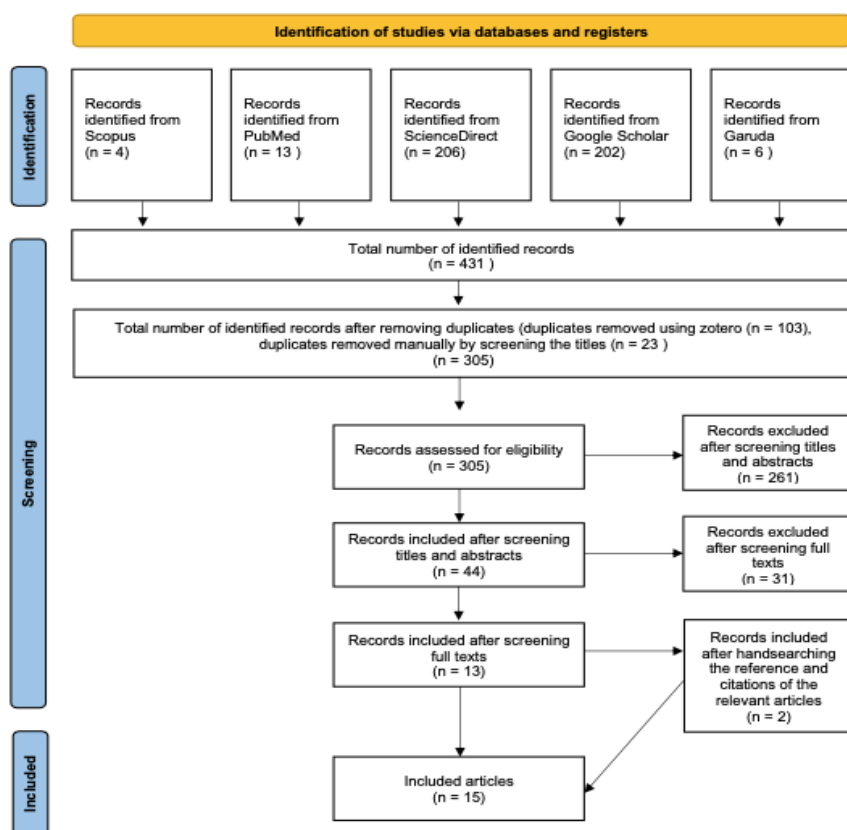 Identification of studies via databases and registers
Identification
Records
identified from
Scopus
(n = 4)
Records
identified from
PubMed
(n = 13 )
Records
identified from
ScienceDirect
(n = 206)
Records
identified from
Google Scholar
(n = 202)
Records
identified from
Garuda
(n = 6 )
Screening
Total number of identified records
(n = 431 )
Total number of identified records after removing duplicates (duplicates removed using zotero (n = 103),
duplicates removed manually by screening the titles (n = 23 )
(n = 305)
Records assessed for eligibility
(n = 305)
Records excluded
after screening titles
and abstracts
(n = 261)
Records included after screening
titles and abstracts
(n = 44)
Records excluded
after screening full
texts
(n = 31)
Records included after screening
full texts
(n = 13)
Records included
after handsearching
the reference and
citations of the
relevant articles
(n = 2)
Included
Included articles
(n = 15)